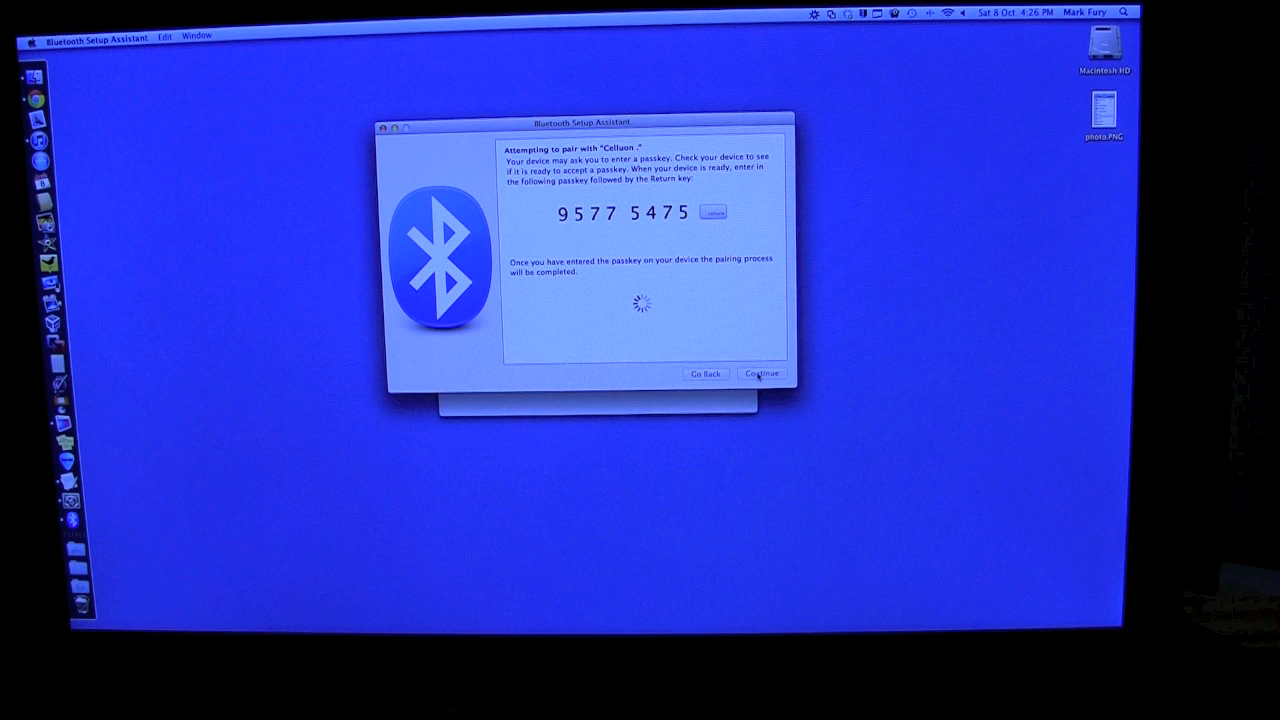 Bluetooth Setup Assistant Edit Window
Sat 8 Oct 4:26 PM Mark Fury
Macintosh HD
photo.PNG
Bluetooth Setup Assistant
Attempting to pair with "Celluon ."
Your device may ask you to enter a passkey. Check your device to see
if it is ready to accept a passkey. When your device is ready, enter in
the following passkey followed by the Return key:
9577 5475 return
Once you have entered the passkey on your device the pairing process
will be completed.
Go Back Continue
8